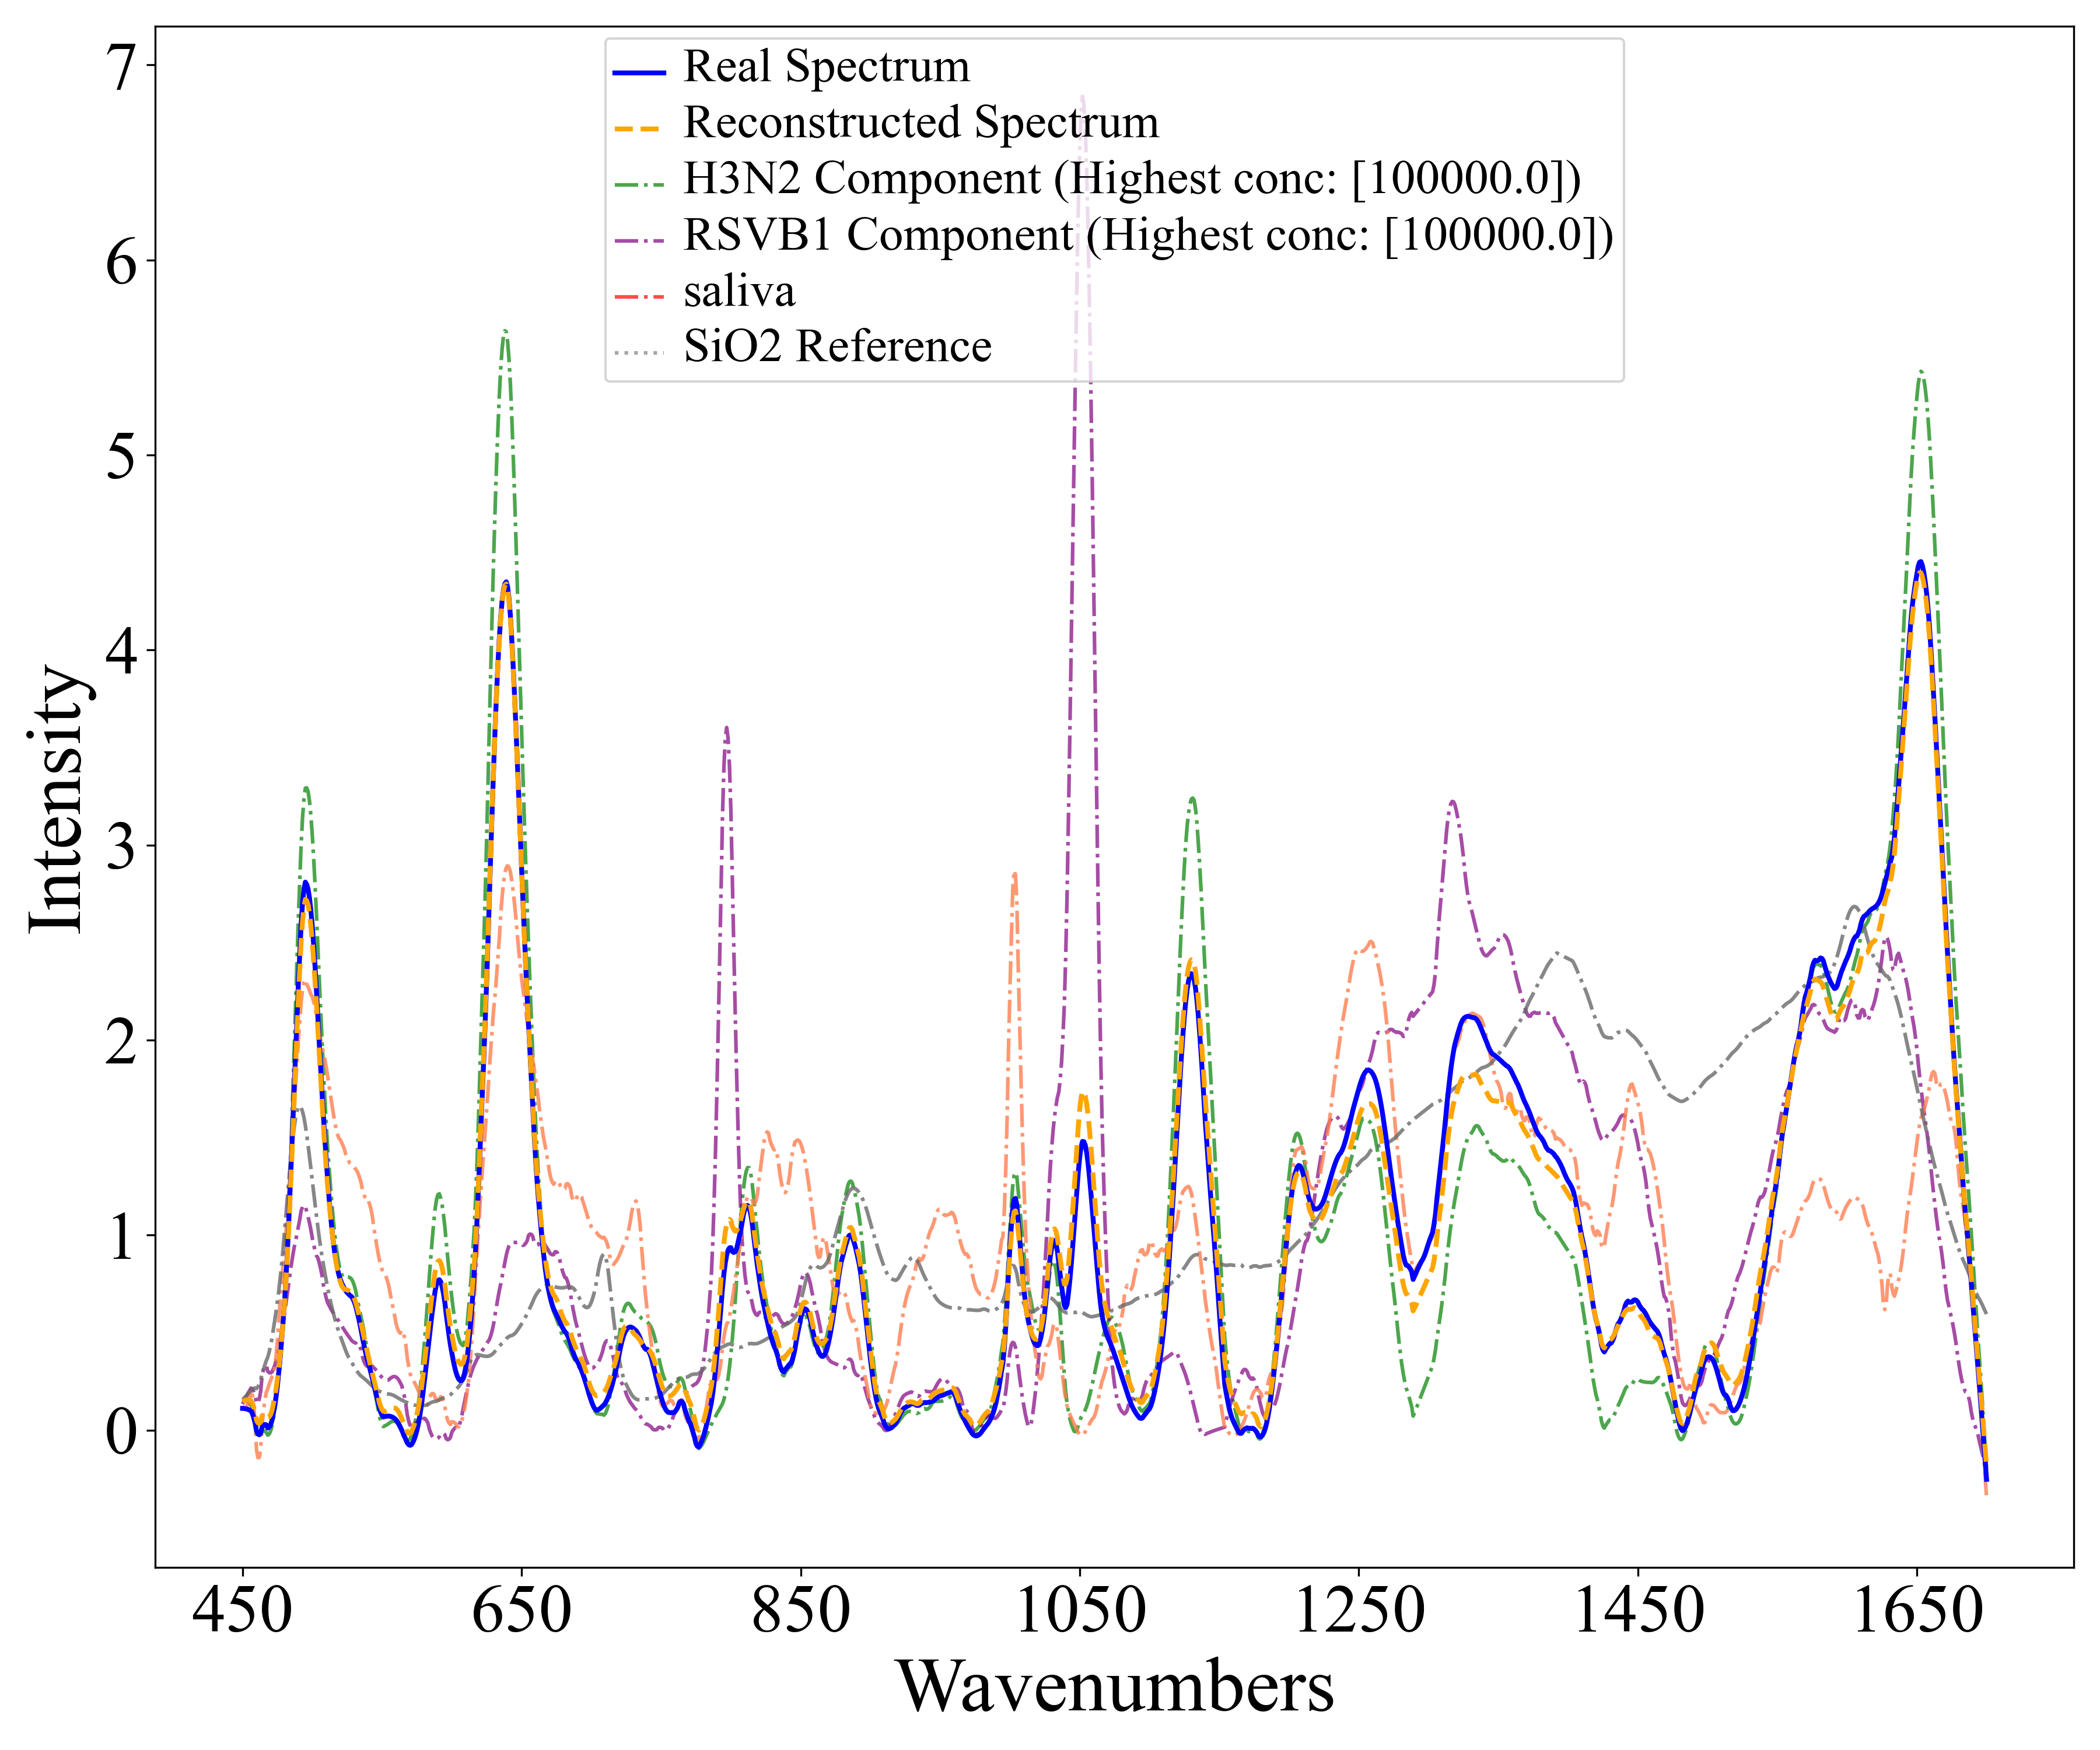 Real Spectrum
Reconstructed Spectrum
H3N2 Component (Highest conc: [100000.0])
RSVB1 Component (Highest conc: [100000.0])
saliva
SiO2 Reference
7
6
5
4
3
2
1
0
Intensity
450 650 850 1050 1250 1450 1650
Wavenumbers